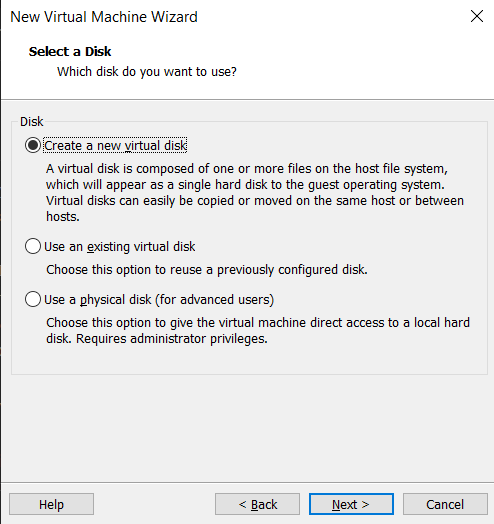 New Virtual Machine Wizard
Select a Disk
Which disk do you want to use?
Disk
Create a new virtual disk
A virtual disk is composed of one or more files on the host file system,
which will appear as a single hard disk to the guest operating system.
Virtual disks can easily be copied or moved on the same host or between
hosts.
Use an existing virtual disk
Choose this option to reuse a previously configured disk.
Use a physical disk (for advanced users)
Choose this option to give the virtual machine direct access to a local hard
disk. Requires administrator privileges.
Help
< Back
Next >
Cancel